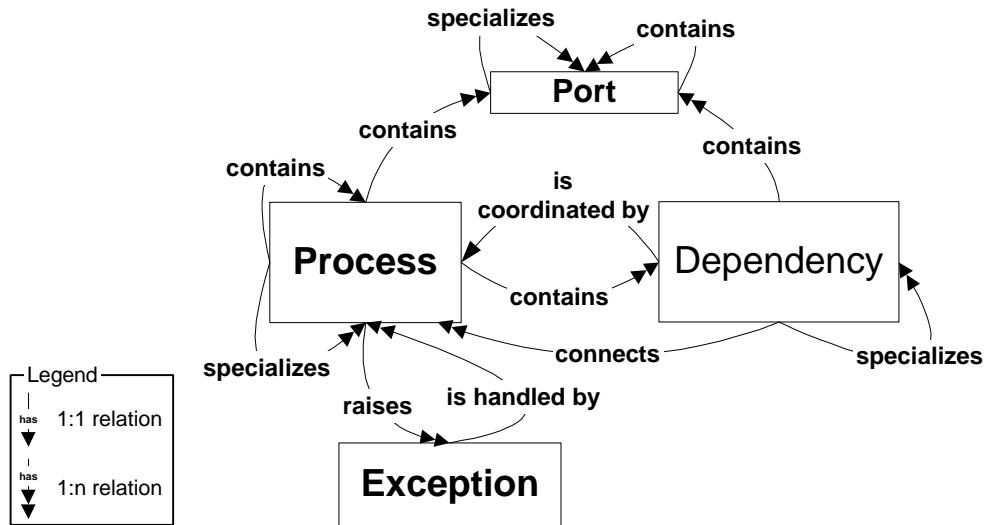 specializes
contains
Port
contains
contains
contains
is
coordinated by
Process
Dependency
contains
connects
specializes
specializes
raises
is handled by
Exception
Legend
has
1:1 relation
has
1:n relation